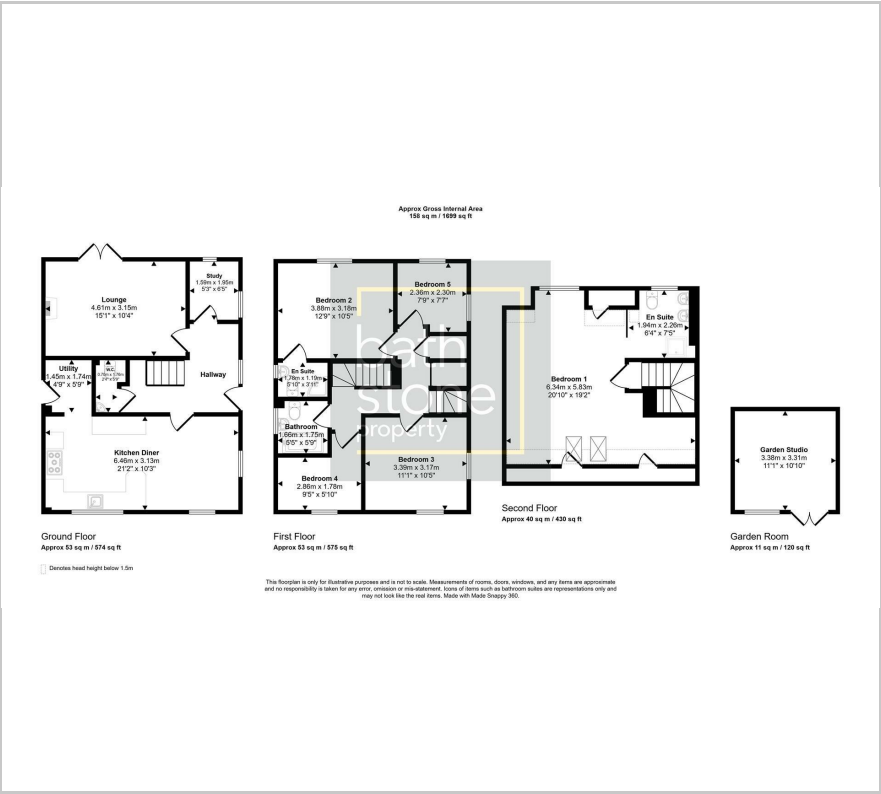 Approx Gross Internal Area
158 sq m / 1699 sq ft
Lounge
4.61m x 3.15m
15'1" x 10'4"
Study
1.59m x 1.95m
5'3" x 6'5"
Utility
1.45m x 1.74m
4'9" x 5'9"
W.C.
Hallway
Kitchen Diner
6.46m x 3.13m
21'2" x 10'3"
Ground Floor
Approx 53 sq m / 574 sq ft
Denotes head height below 1.5m
Bedroom 2
3.88m x 3.18m
12'9" x 10'5"
Bedroom 5
2.36m x 2.30m
7'9" x 7'7"
En Suite
1.78m x 1.19m
5'10" x 3'11"
Bathroom
1.66m x 1.75m
5'5" x 5'9"
Bedroom 4
2.86m x 1.78m
9'5" x 5'10"
Bedroom 3
3.39m x 3.17m
11'1" x 10'5"
bath
stone
property
First Floor
Approx 53 sq m / 575 sq ft
En Suite
1.94m x 2.26m
6'4" x 7'5"
Bedroom 1
6.34m x 5.83m
20'10" x 19'2"
Second Floor
Approx 40 sq m / 430 sq ft
Garden Studio
3.38m x 3.31m
11'1" x 10'10"
Garden Room
Approx 11 sq m / 120 sq ft
This floorplan is only for illustrative purposes and is not to scale. Measurements of rooms, doors, windows, and any items are approximate
and no responsibility is taken for any error, omission or mis-statement. Icons of items such as bathroom suites are representations only and
may not look like the real items. Made with Made Snappy 360.